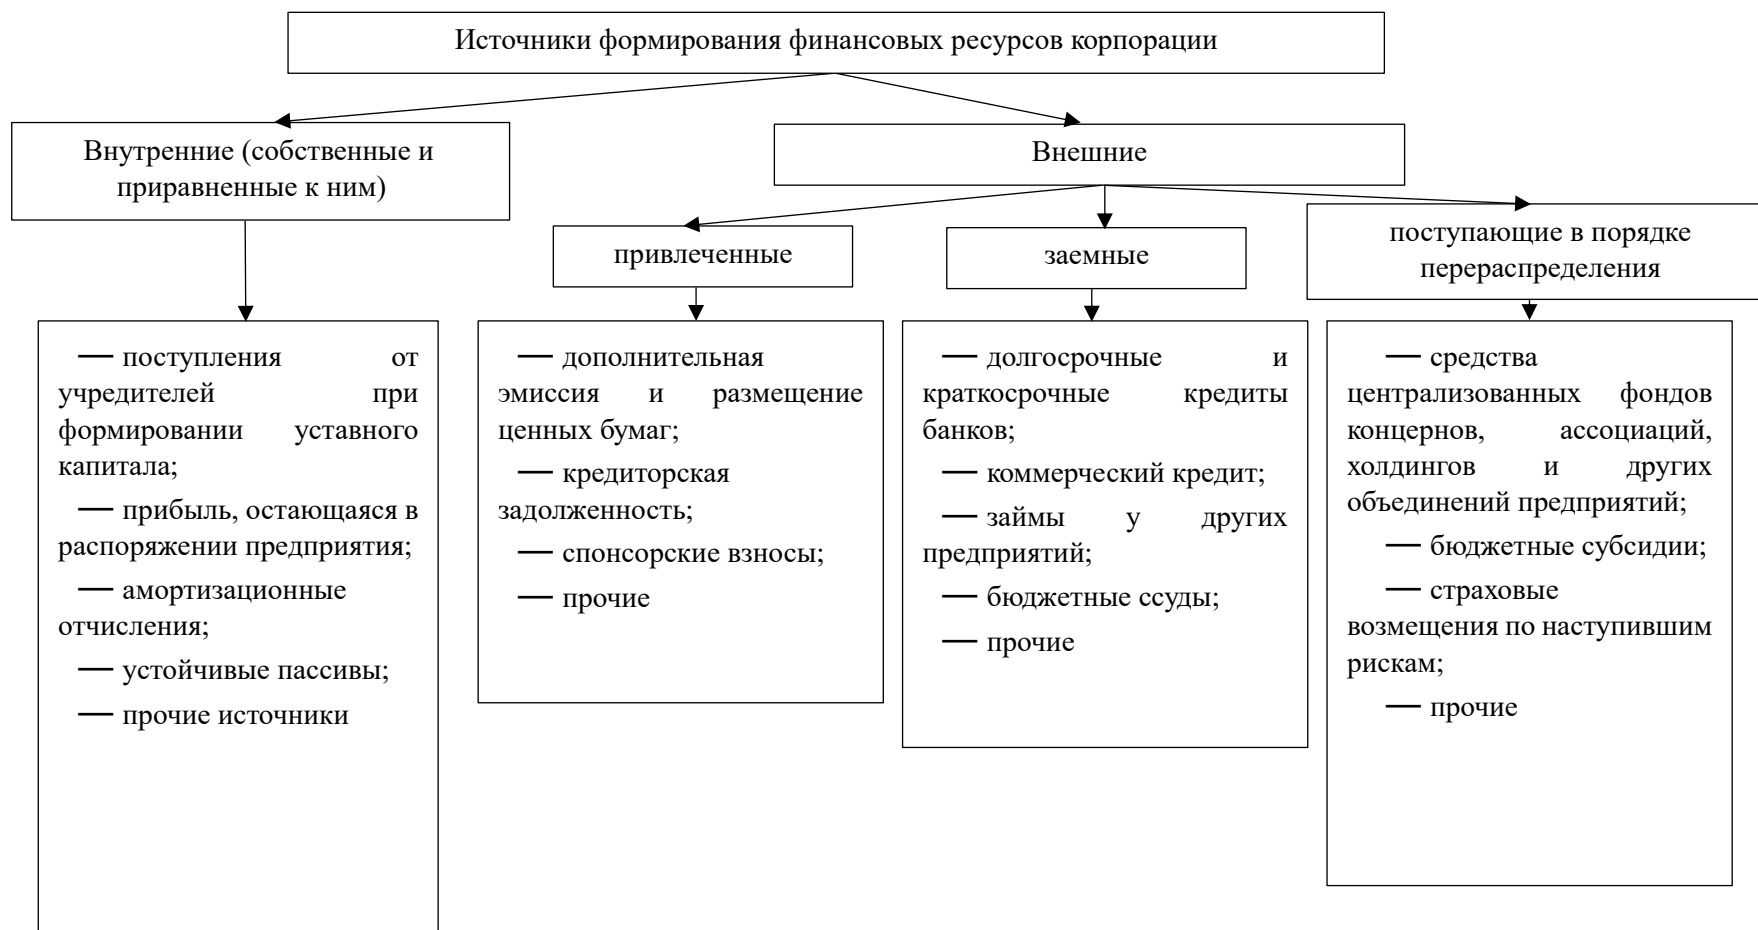 Источники формирования финансовых ресурсов корпорации
Внутренние (собственные и
приравненные к ним)
Внешние
привлеченные
заемные
поступающие в порядке
перераспределения
— поступления от
учредителей при
формировании уставного
капитала;
— прибыль, остающаяся в
распоряжении предприятия;
— амортизационные
отчисления;
— устойчивые пассивы;
— прочие источники
— дополнительная
эмиссия и размещение
ценных бумаг;
— кредиторская
задолженность;
— спонсорские взносы;
— прочие
— долгосрочные и
краткосрочные кредиты
банков;
— коммерческий кредит;
— займы у других
предприятий;
— бюджетные ссуды;
— прочие
— средства
централизованных фондов
концернов, ассоциаций,
холдингов и других
объединений предприятий;
— бюджетные субсидии;
— страховые
возмещения по наступившим
рискам;
— прочие